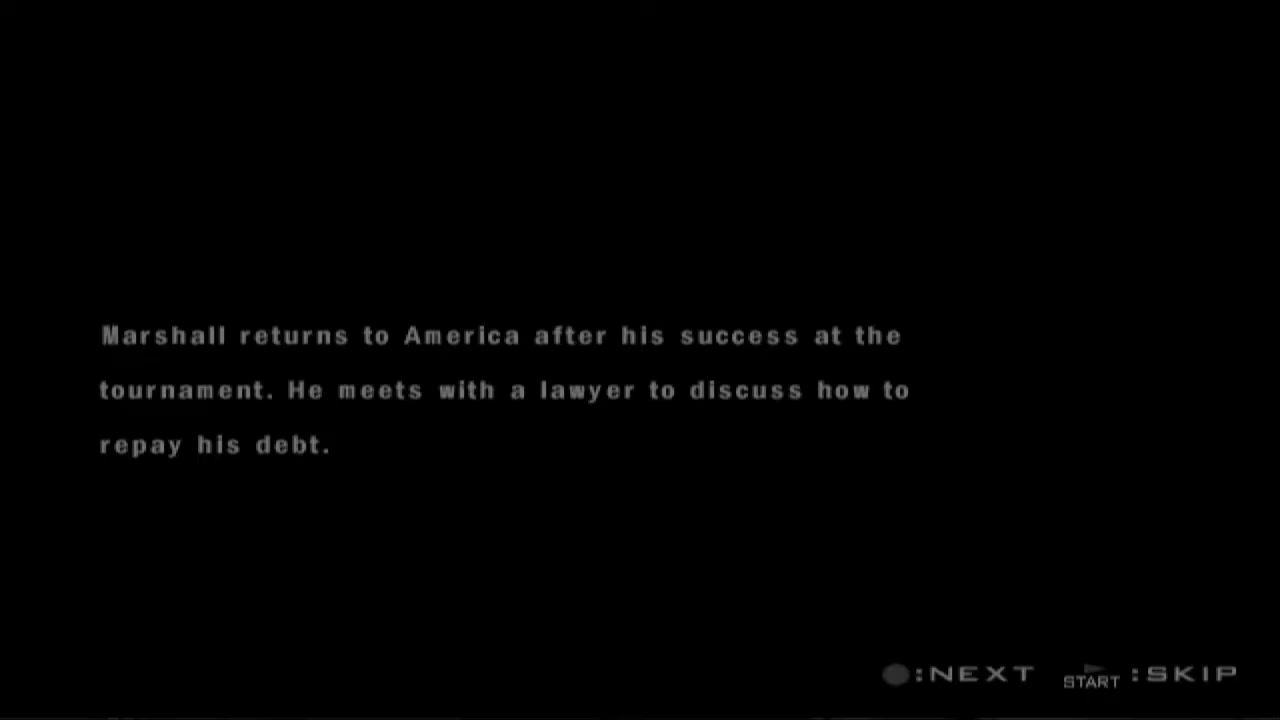 Marshall returns to America after his success at the
tournament. He meets with a lawyer to discuss how to
repay his debt.
:NEXT START :SKIP